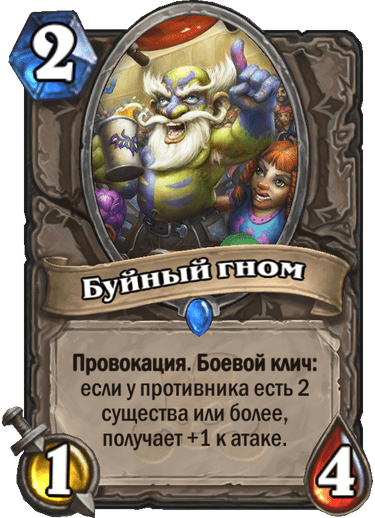 2
Буйный гном
Провокация. Боевой клич:
если у противника есть 2
существа или более,
получает +1 к атаке.
1
4